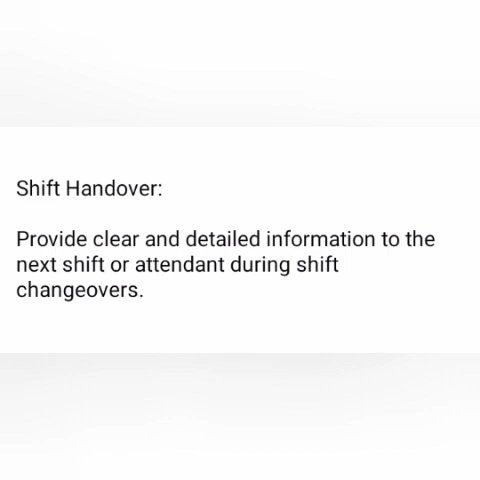 Shift Handover:
Provide clear and detailed information to the
next shift or attendant during shift
changeovers.